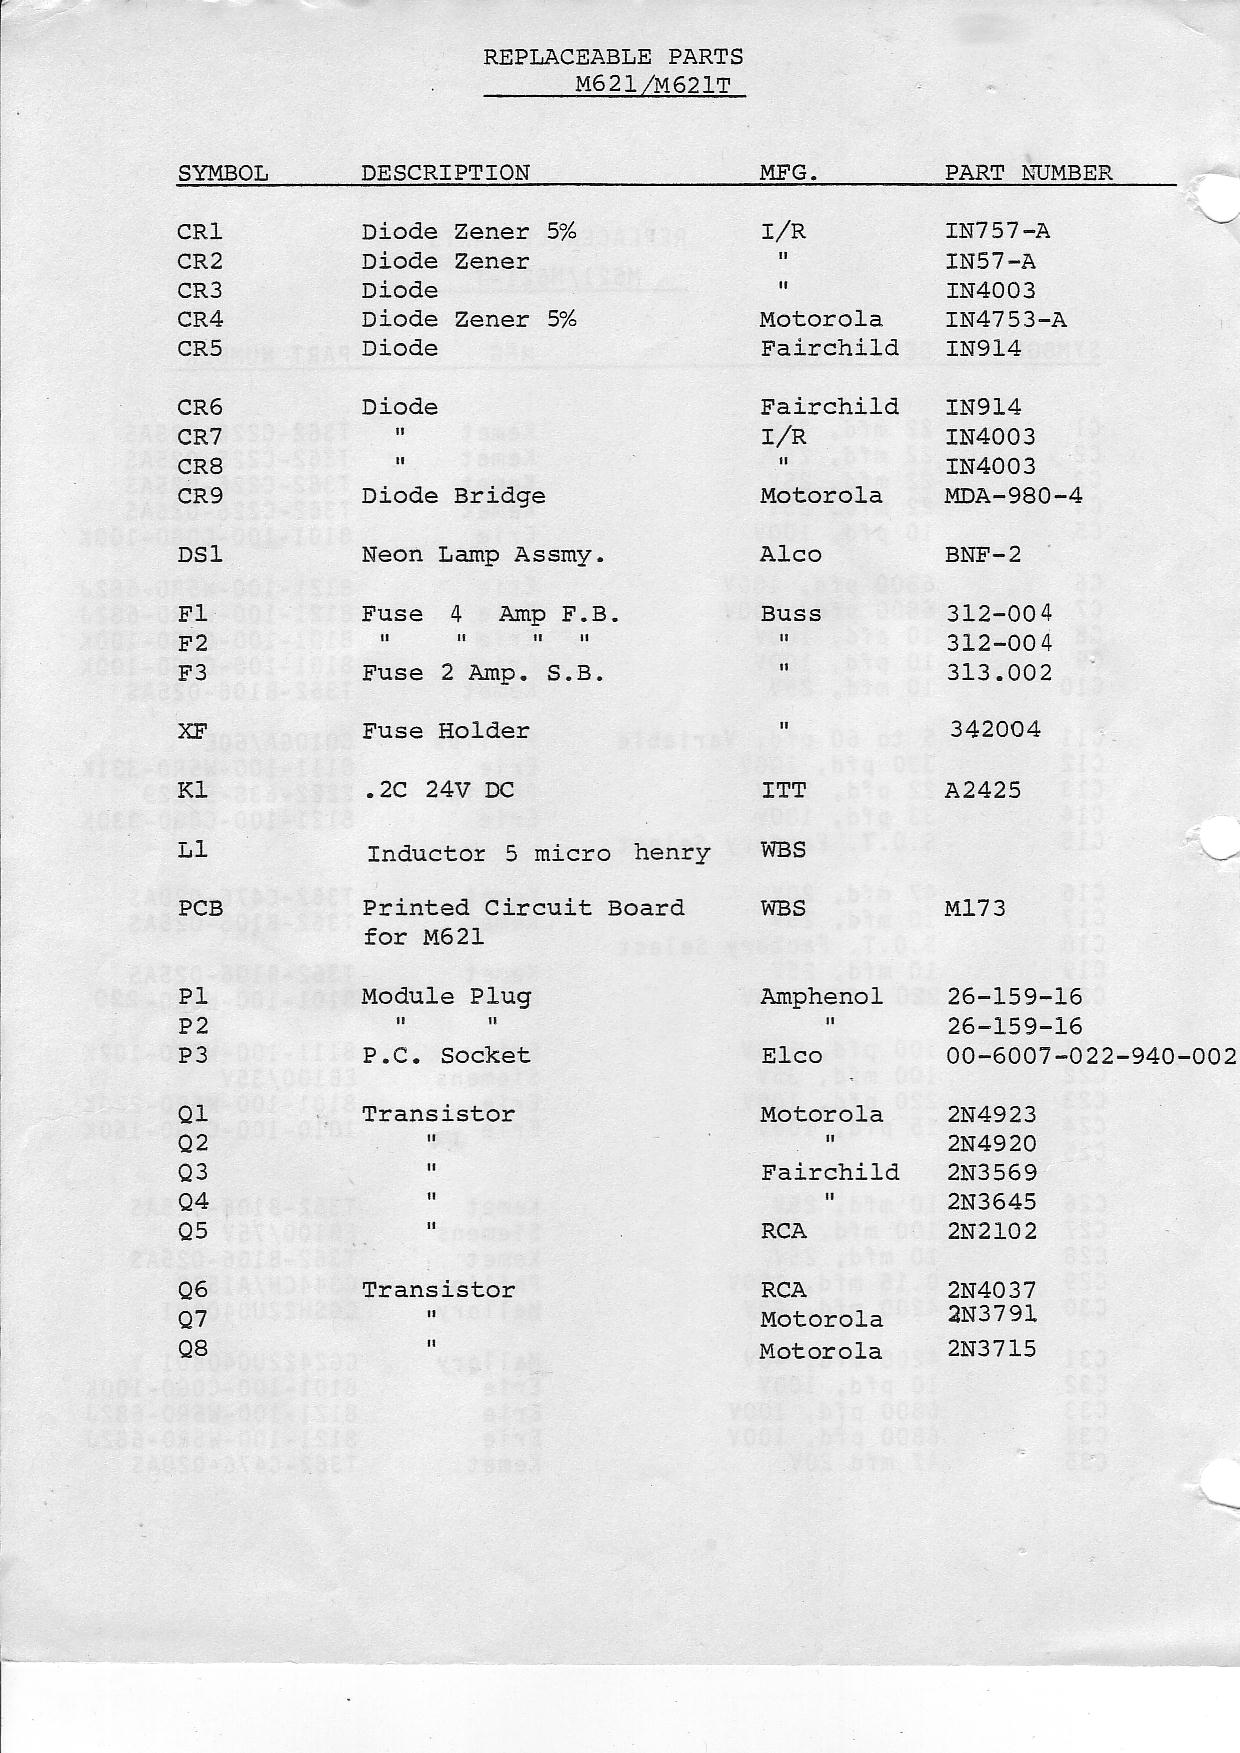 REPLACEABLE PARTS
M621/M621T
SYMBOL DESCRIPTION MFG. PART NUMBER
CR1 Diode Zener 5% I/R IN757-A
CR2 Diode Zener " IN57-A
CR3 Diode " IN4003
CR4 Diode Zener 5% Motorola IN4753-A
CR5 Diode Fairchild IN914
CR6 Diode Fairchild IN914
CR7 " I/R IN4003
CR8 " " IN4003
CR9 Diode Bridge Motorola MDA-980-4
DS1 Neon Lamp Assmy. Alco BNF-2
F1 Fuse 4 Amp F.B. Buss 312-004
F2 " " " " " 312-004
F3 Fuse 2 Amp. S.B. " 313.002
XF Fuse Holder " 342004
K1 .2C 24V DC ITT A2425
L1 Inductor 5 micro henry WBS
PCB Printed Circuit Board WBS M173
for M621
P1 Module Plug Amphenol 26-159-16
P2 " " " 26-159-16
P3 P.C. Socket Elco 00-6007-022-940-002
Q1 Transistor Motorola 2N4923
Q2 " " 2N4920
Q3 " Fairchild 2N3569
Q4 " " 2N3645
Q5 " RCA 2N2102
Q6 Transistor RCA 2N4037
Q7 " Motorola 2N3791
Q8 " Motorola 2N3715